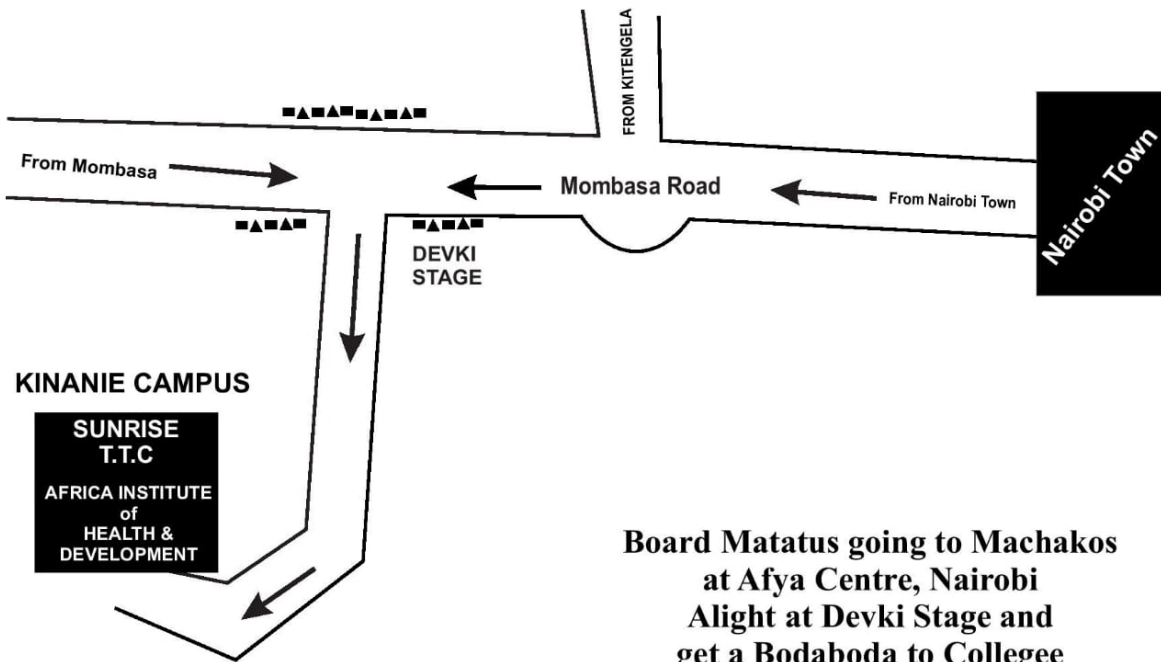 FROM KITENGELA
From Mombasa
Mombasa Road
From Nairobi Town
Nairobi Town
DEVKI
STAGE
KINANIE CAMPUS
SUNRISE
T.T.C
AFRICA INSTITUTE
of
HEALTH &
DEVELOPMENT
Board Matatus going to Machakos
at Afya Centre, Nairobi
Alight at Devki Stage and
get a Bodaboda to Collegee